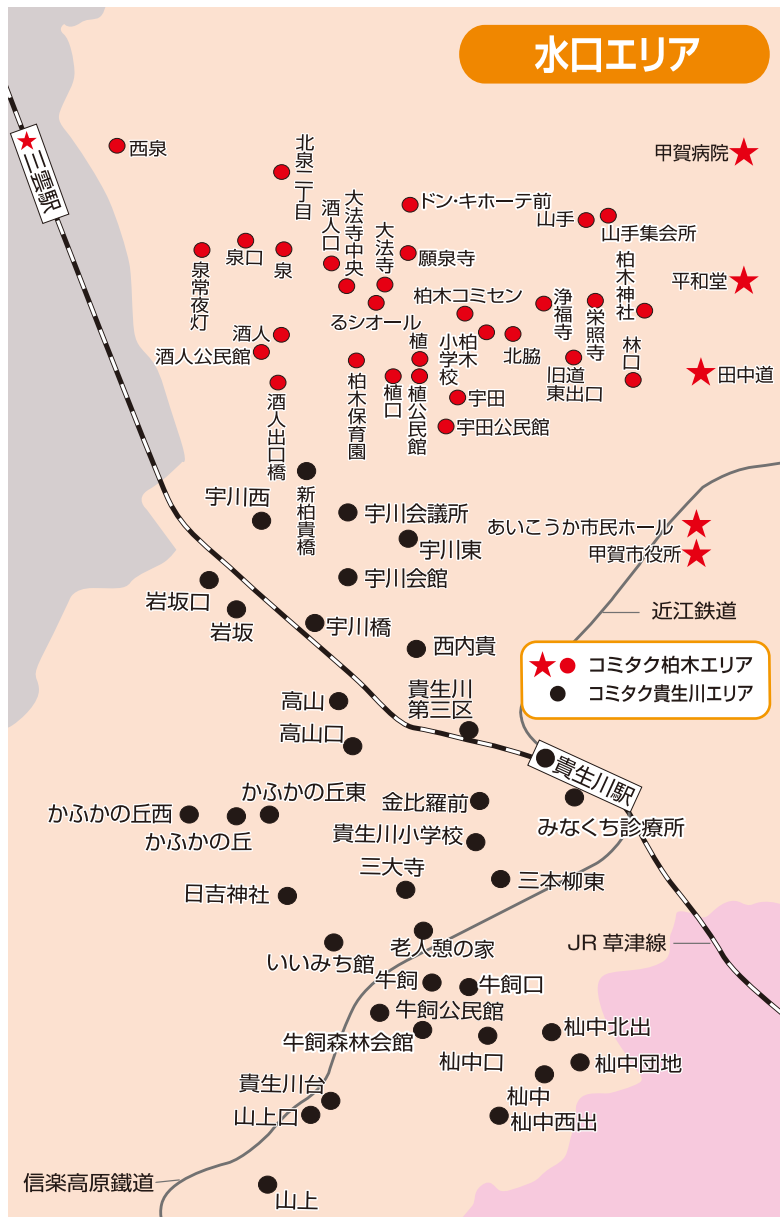 水口エリア
三雲駅
西泉
北泉二丁目
甲賀病院
ドン・キホーテ前
山手
山手集会所
酒人口
大法寺中央
大法寺
願泉寺
柏木神社
平和堂
泉常夜灯
泉口
泉
るシオール
柏木コミセン
浄福寺
栄照寺
酒人
酒人公民館
植
柏木
小学校
北脇
旧道
東出口
林口
田中道
酒人出口橋
柏木保育園
植口
植公民館
宇田
宇田公民館
新柏貴橋
宇川西
宇川会議所
宇川東
宇川会館
あいこうか市民ホール
甲賀市役所
岩坂口
岩坂
宇川橋
近江鉄道
西内貴
コミタク柏木エリア
コミタク貴生川エリア
高山
貴生川
第三区
高山口
貴生川駅
みなくち診療所
かふかの丘西
かふかの丘
かふかの丘東
金比羅前
貴生川小学校
三大寺
三本柳東
日吉神社
いいみち館
老人憩の家
JR草津線
牛飼
牛飼口
牛飼公民館
牛飼森林会館
杣中口
杣中北出
杣中団地
杣中
杣中西出
貴生川台
山上口
信楽高原鐵道
山上